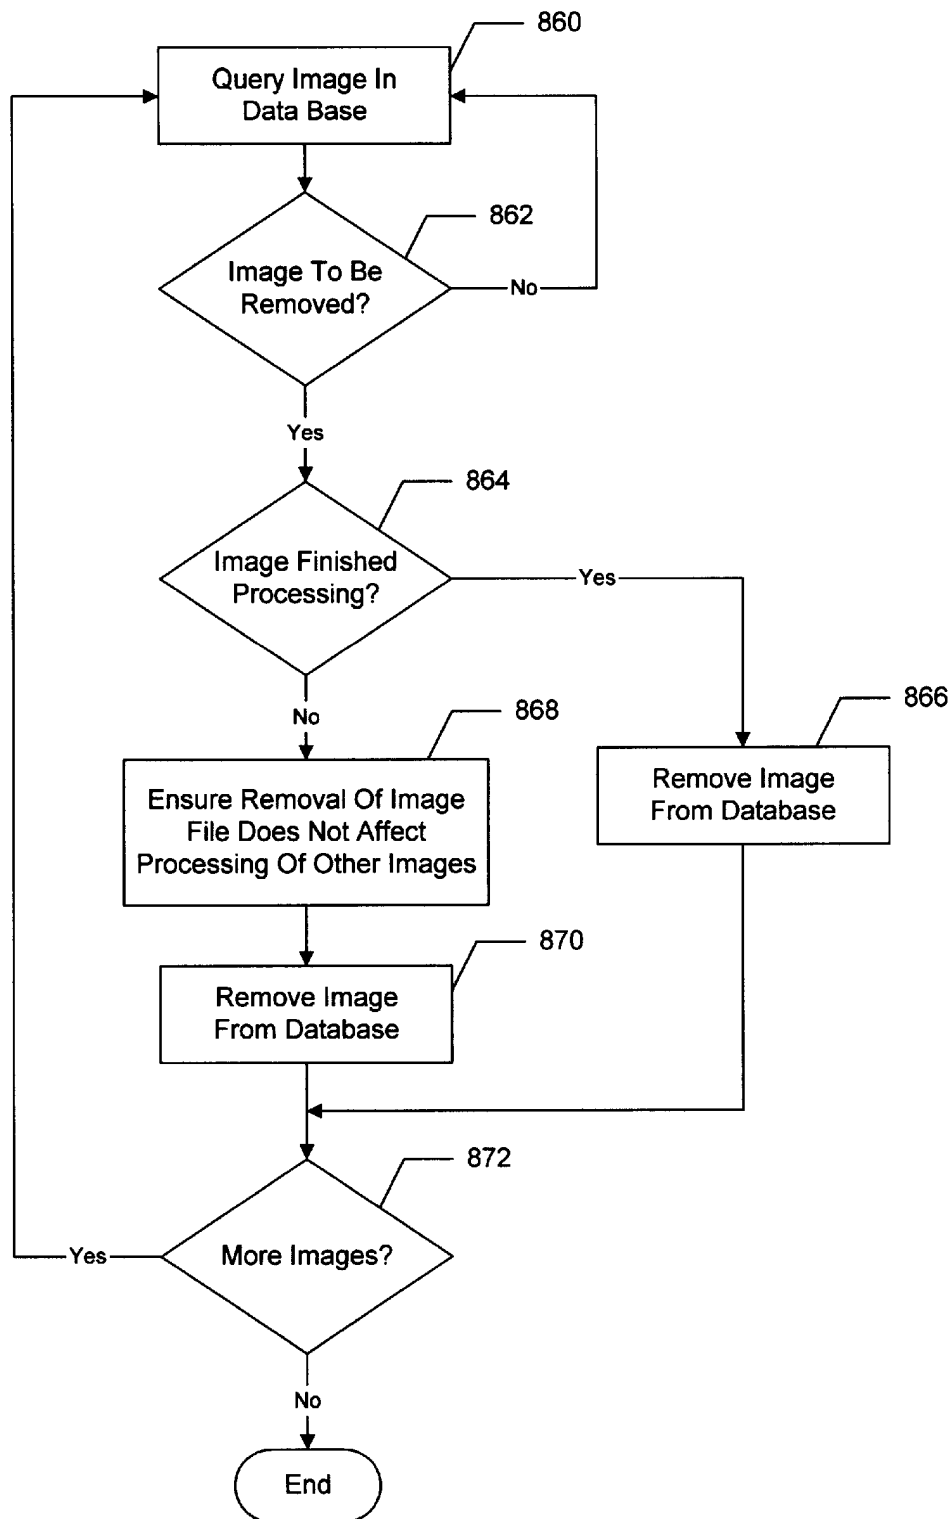 860
Query Image In
Data Base
862
Image To Be
Removed?
No
Yes
864
Image Finished
Processing?
Yes
No
868
866
Ensure Removal Of Image
File Does Not Affect
Processing Of Other Images
Remove Image
From Database
870
Remove Image
From Database
872
More Images?
Yes
No
End